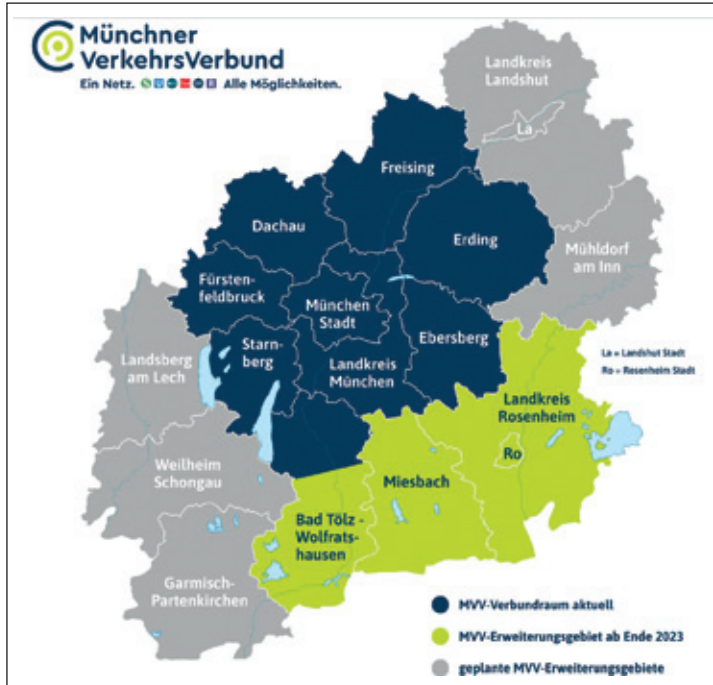 Münchner
VerkehrsVerbund
Ein Netz. Alle Möglichkeiten.
Landkreis
Landshut
La
Freising
Dachau
Erding
Mühldorf
am Inn
Fürsten-
feldbruck
München
Stadt
Ebersberg
Starn-
berg
Landkreis
München
Landsberg
am Lech
La = Landshut Stadt
Ro = Rosenheim Stadt
Landkreis
Rosenheim
Ro
Weilheim
Schongau
Miesbach
Bad Tölz -
Wolfrats-
hausen
Garmisch-
Partenkirchen
MVV-Verbundraum aktuell
MVV-Erweiterungsgebiet ab Ende 2023
geplante MVV-Erweiterungsgebiete